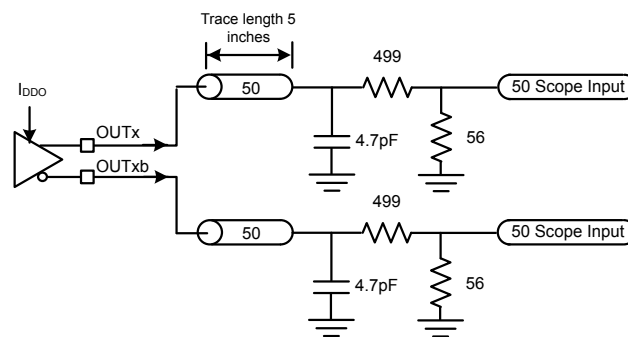 Trace length 5
inches
499
I_DDO
50
50 Scope Input
OUTx
4.7pF
56
OUTxb
499
50
50 Scope Input
4.7pF
56